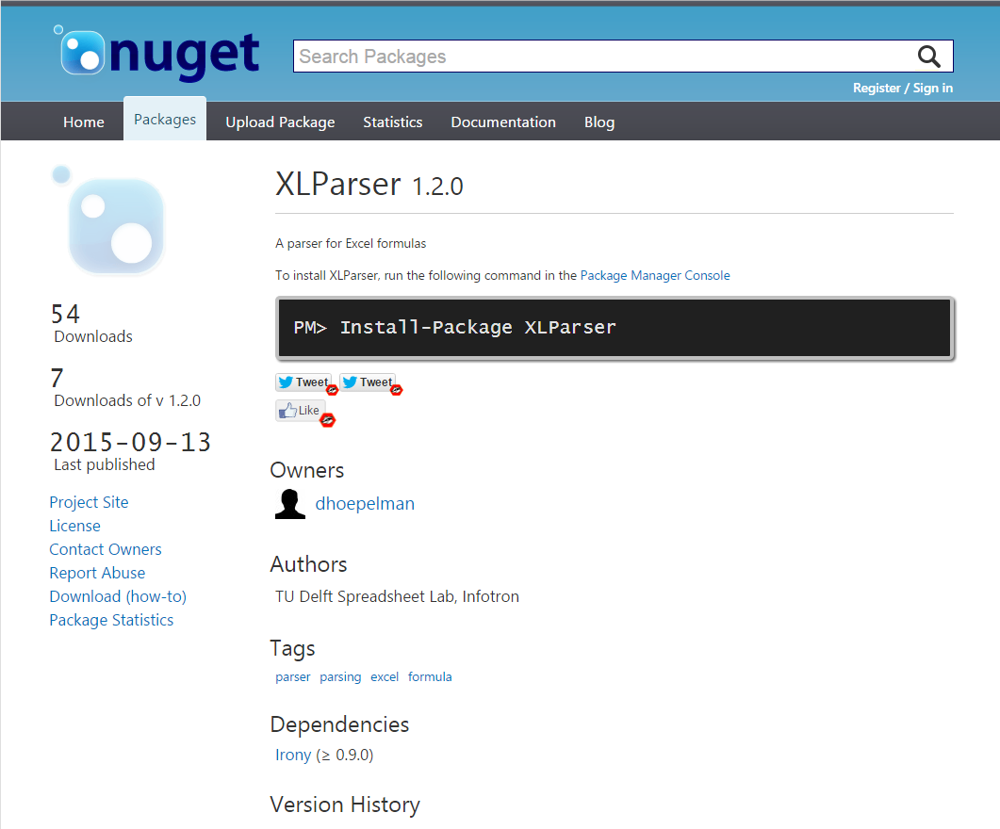 nuget
Search Packages
Register / Sign in
Home Packages Upload Package Statistics Documentation Blog
XLParser 1.2.0
A parser for Excel formulas
To install XLParser, run the following command in the Package Manager Console
PM> Install-Package XLParser
Tweet Tweet
Like
54
Downloads
7
Downloads of v 1.2.0
2015-09-13
Last published
Project Site
License
Contact Owners
Report Abuse
Download (how-to)
Package Statistics
Owners
dhoepelman
Authors
TU Delft Spreadsheet Lab, Infotron
Tags
parser parsing excel formula
Dependencies
Irony (≥ 0.9.0)
Version History